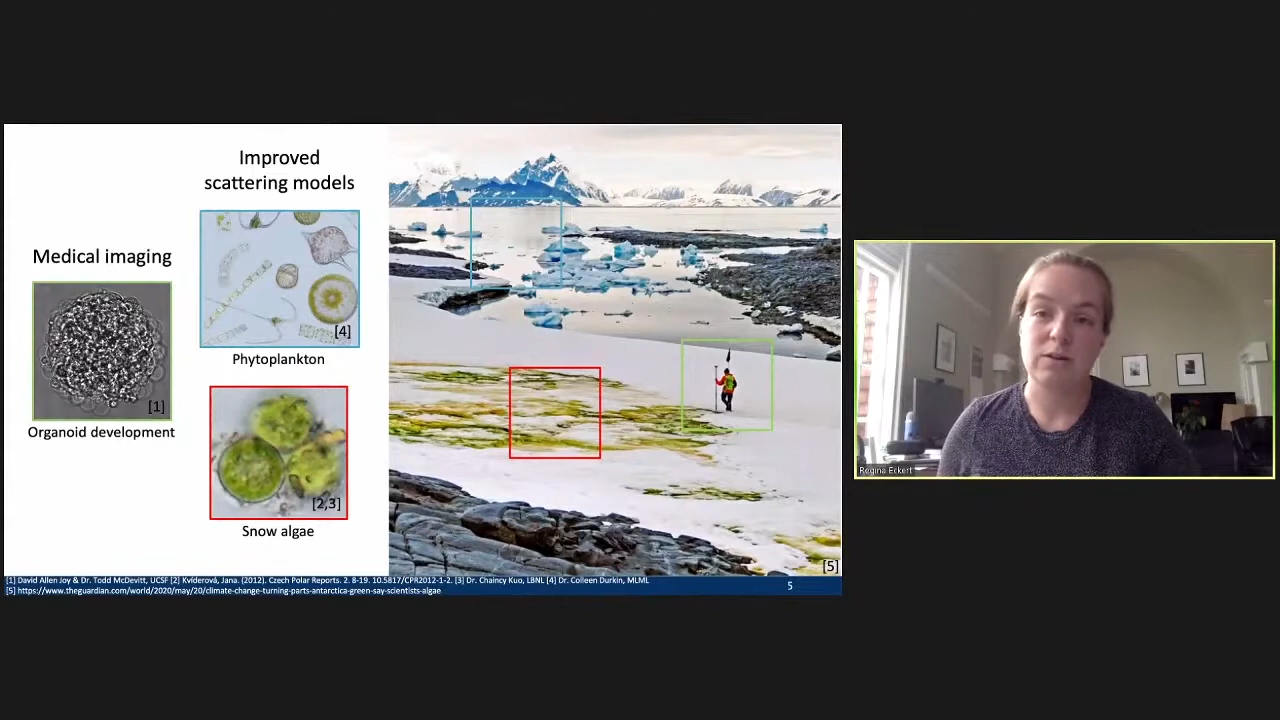 Improved
scattering models
Medical imaging
[4]
Phytoplankton
[1]
Organoid development
[2,3]
Snow algae
[5]
[1] David Allen Joy & Dr. Todd McDevitt, UCSF [2] Kvíderová, Jana. (2012). Czech Polar Reports. 2. 8-19. 10.5817/CPR2012-1-2. [3] Dr. Chaincy Kuo, LBNL [4] Dr. Colleen Durkin, MLML
[5] https://www.theguardian.com/world/2020/may/20/climate-change-turning-parts-antarctica-green-say-scientists-algae
5
Regina Eckert